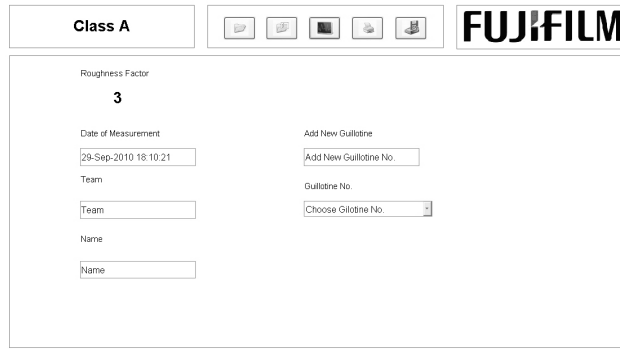 Class A
FUJIFILM
Roughness Factor
3
Date of Measurement
29-Sep-2010 18:10:21
Team
Team
Name
Name
Add New Guillotine
Add New Guillotine No.
Guillotine No.
Choose Gilotine No.